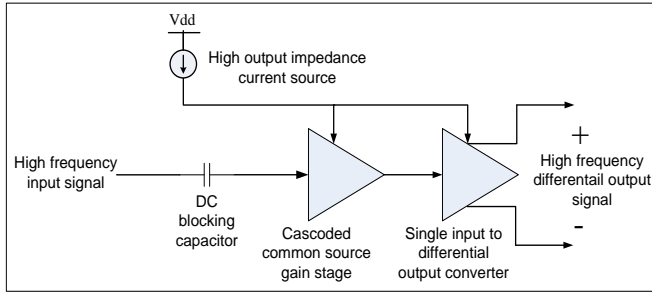 Vdd
High output impedance
current source
High frequency
input signal
DC
blocking
capacitor
Cascoded
common source
gain stage
Single input to
differential
output converter
+
High frequency
differentail output
signal
-